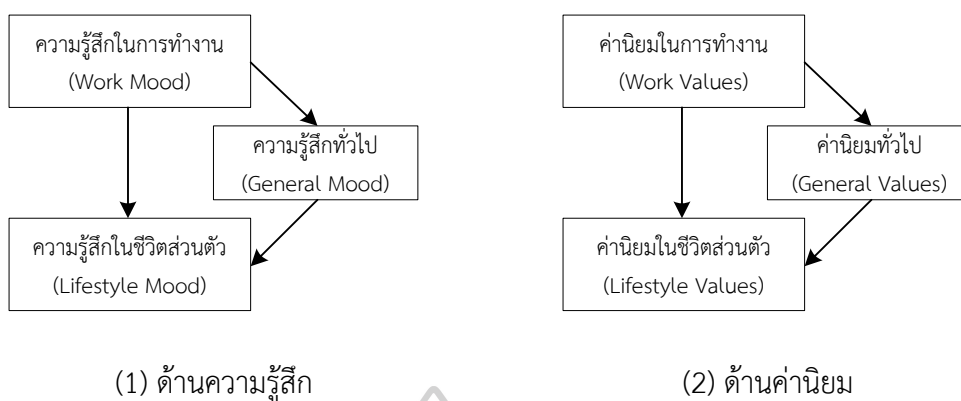 ความรู้สึกในการทำงาน
(Work Mood)
ความรู้สึกทั่วไป
(General Mood)
ความรู้สึกในชีวิตส่วนตัว
(Lifestyle Mood)
(1) ด้านความรู้สึก
ค่านิยมในการทำงาน
(Work Values)
ค่านิยมทั่วไป
(General Values)
ค่านิยมในชีวิตส่วนตัว
(Lifestyle Values)
(2) ด้านค่านิยม